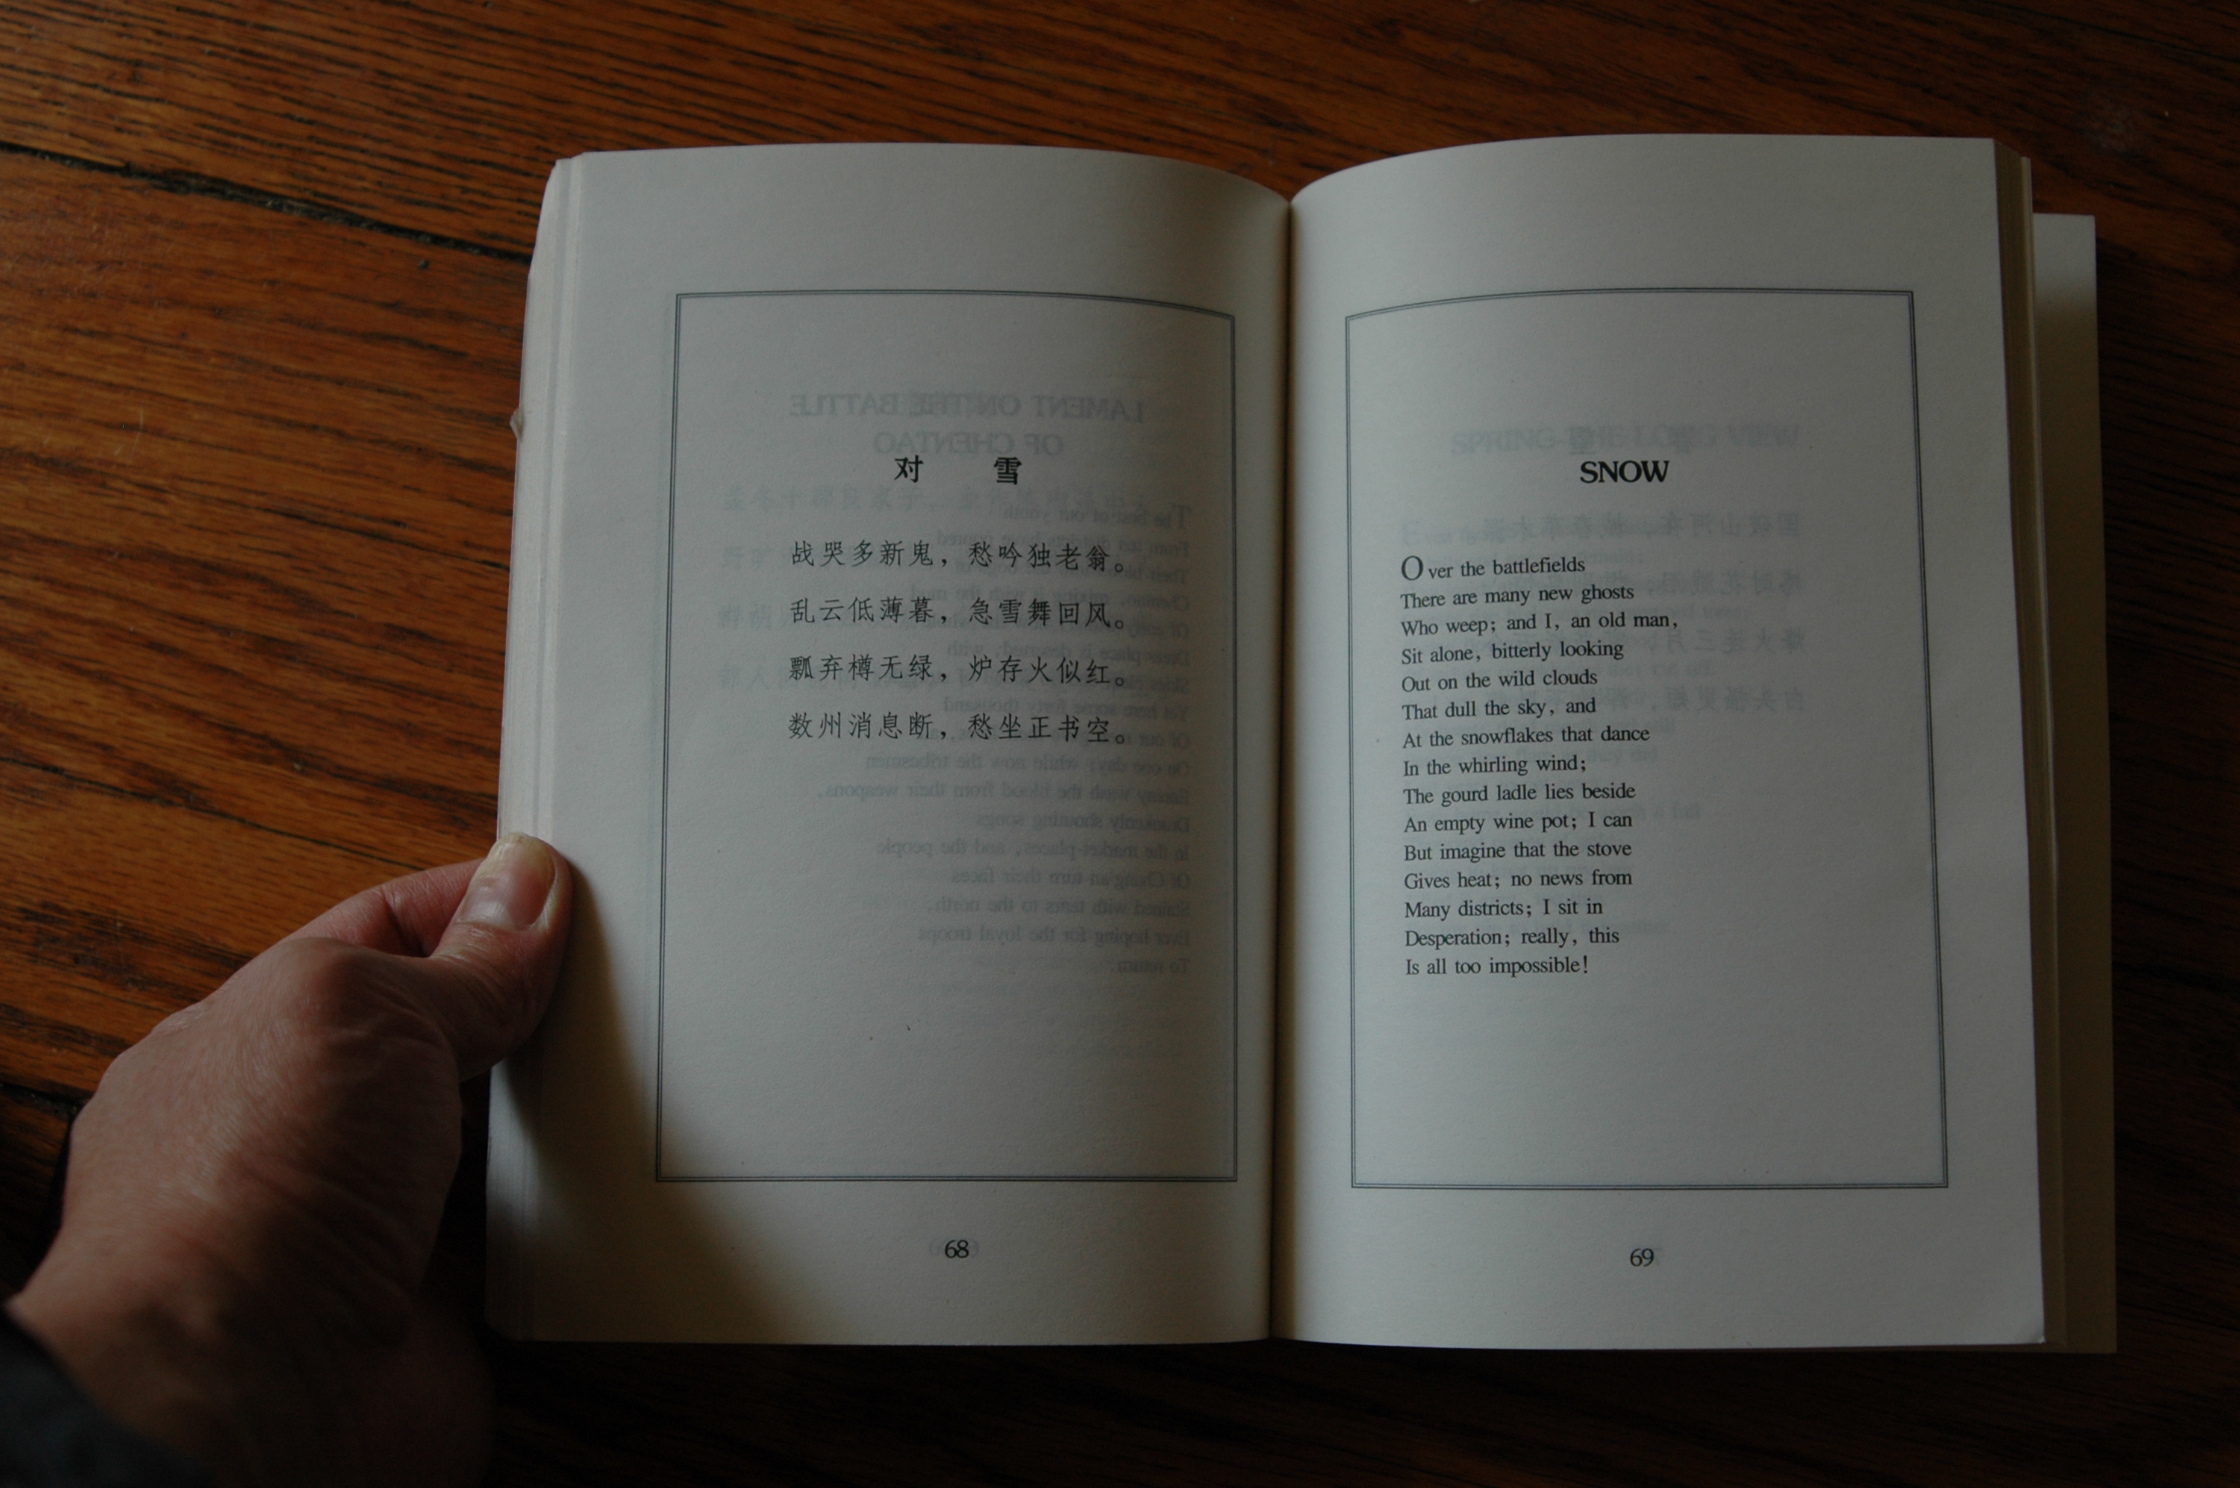 对 雪
战哭多新鬼，愁吟独老翁。
乱云低薄暮，急雪舞回风。
瓢弃樽无绿，炉存火似红。
数州消息断，愁坐正书空。
68
SNOW
Over the battlefields
There are many new ghosts
Who weep; and I, an old man,
Sit alone, bitterly looking
Out on the wild clouds
That dull the sky, and
At the snowflakes that dance
In the whirling wind;
The gourd ladle lies beside
An empty wine pot; I can
But imagine that the stove
Gives heat; no news from
Many districts; I sit in
Desperation; really, this
Is all too impossible!
69